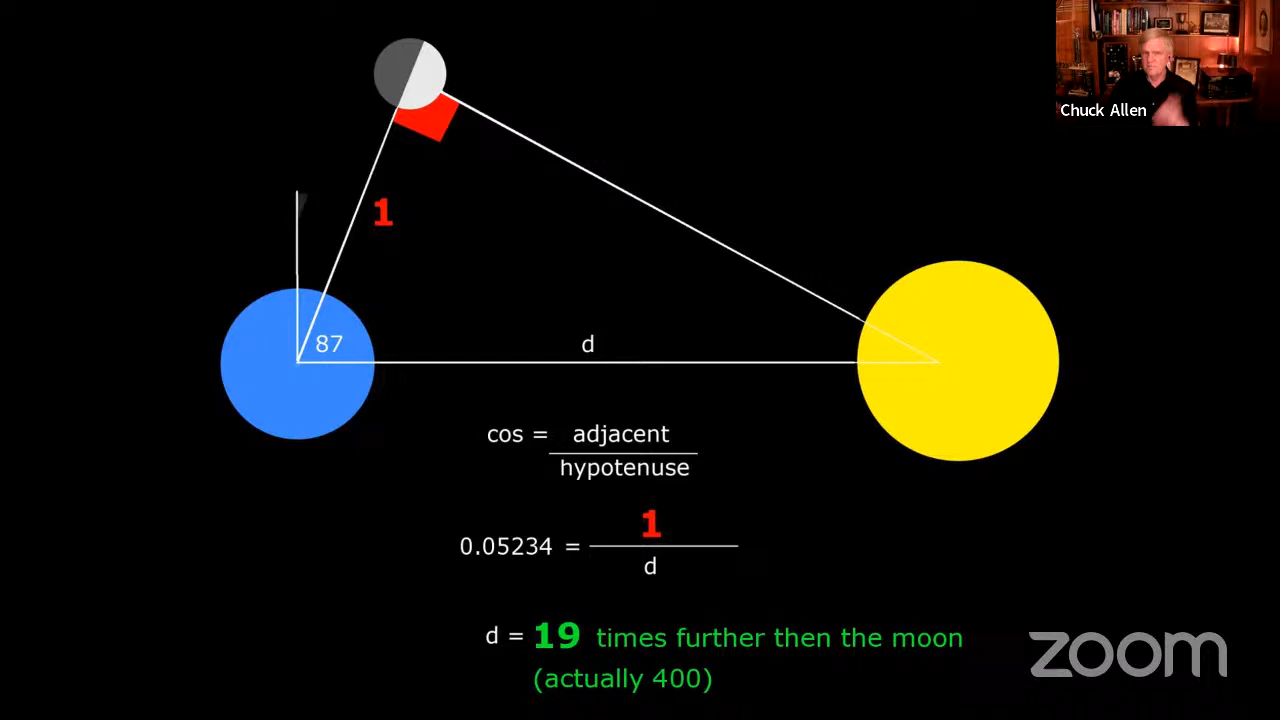 Chuck Allen
1
87
d
cos = adjacent
hypotenuse
1
0.05234 =
d
d = 19 times further then the moon
(actually 400)
zoom